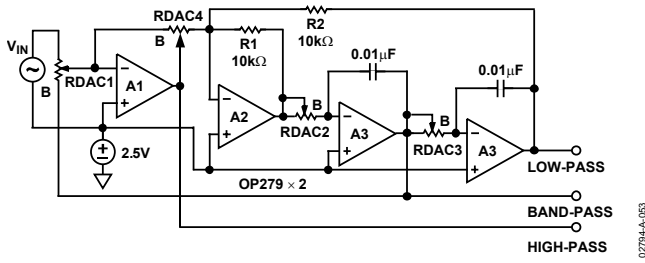 RDAC4
R2
10kΩ
B
R1
10kΩ
VIN
0.01μF
0.01μF
B
RDAC1
A1
A2
B
RDAC2
A3
B
RDAC3
A3
2.5V
OP279 × 2
LOW-PASS
BAND-PASS
HIGH-PASS
02794-A-053